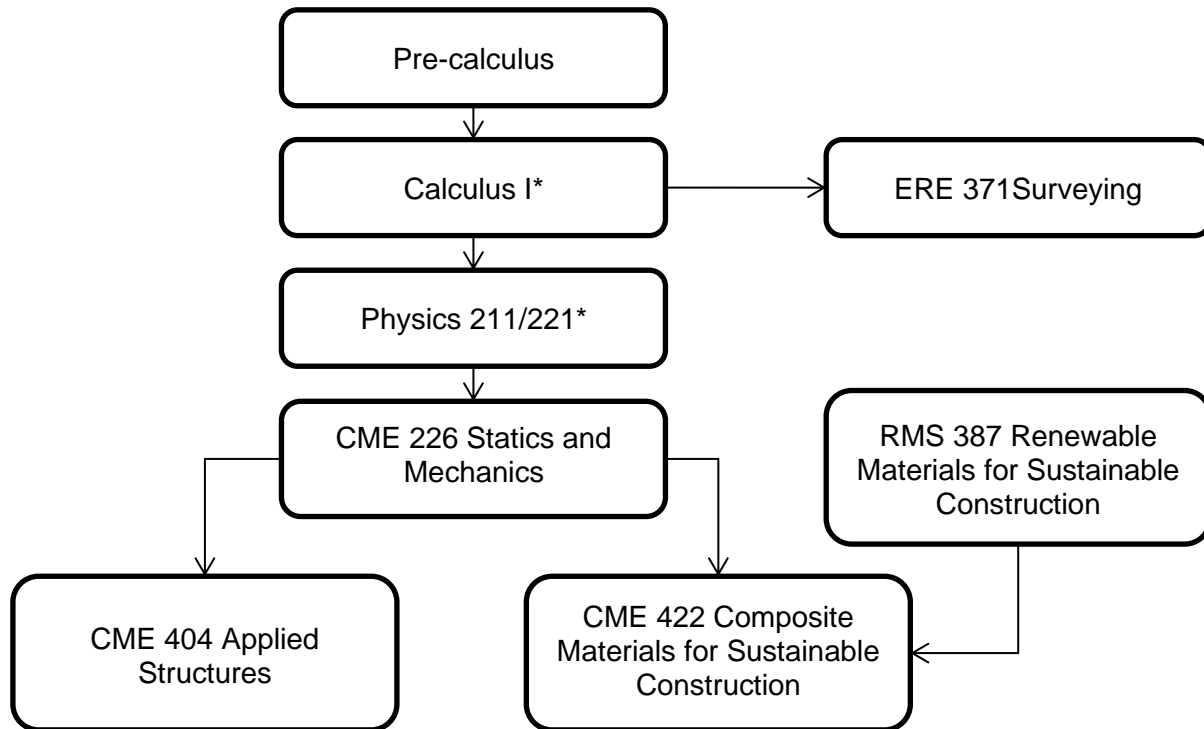 Pre-calculus
Calculus I*
ERE 371Surveying
Physics 211/221*
CME 226 Statics and
Mechanics
RMS 387 Renewable
Materials for Sustainable
Construction
CME 404 Applied
Structures
CME 422 Composite
Materials for Sustainable
Construction